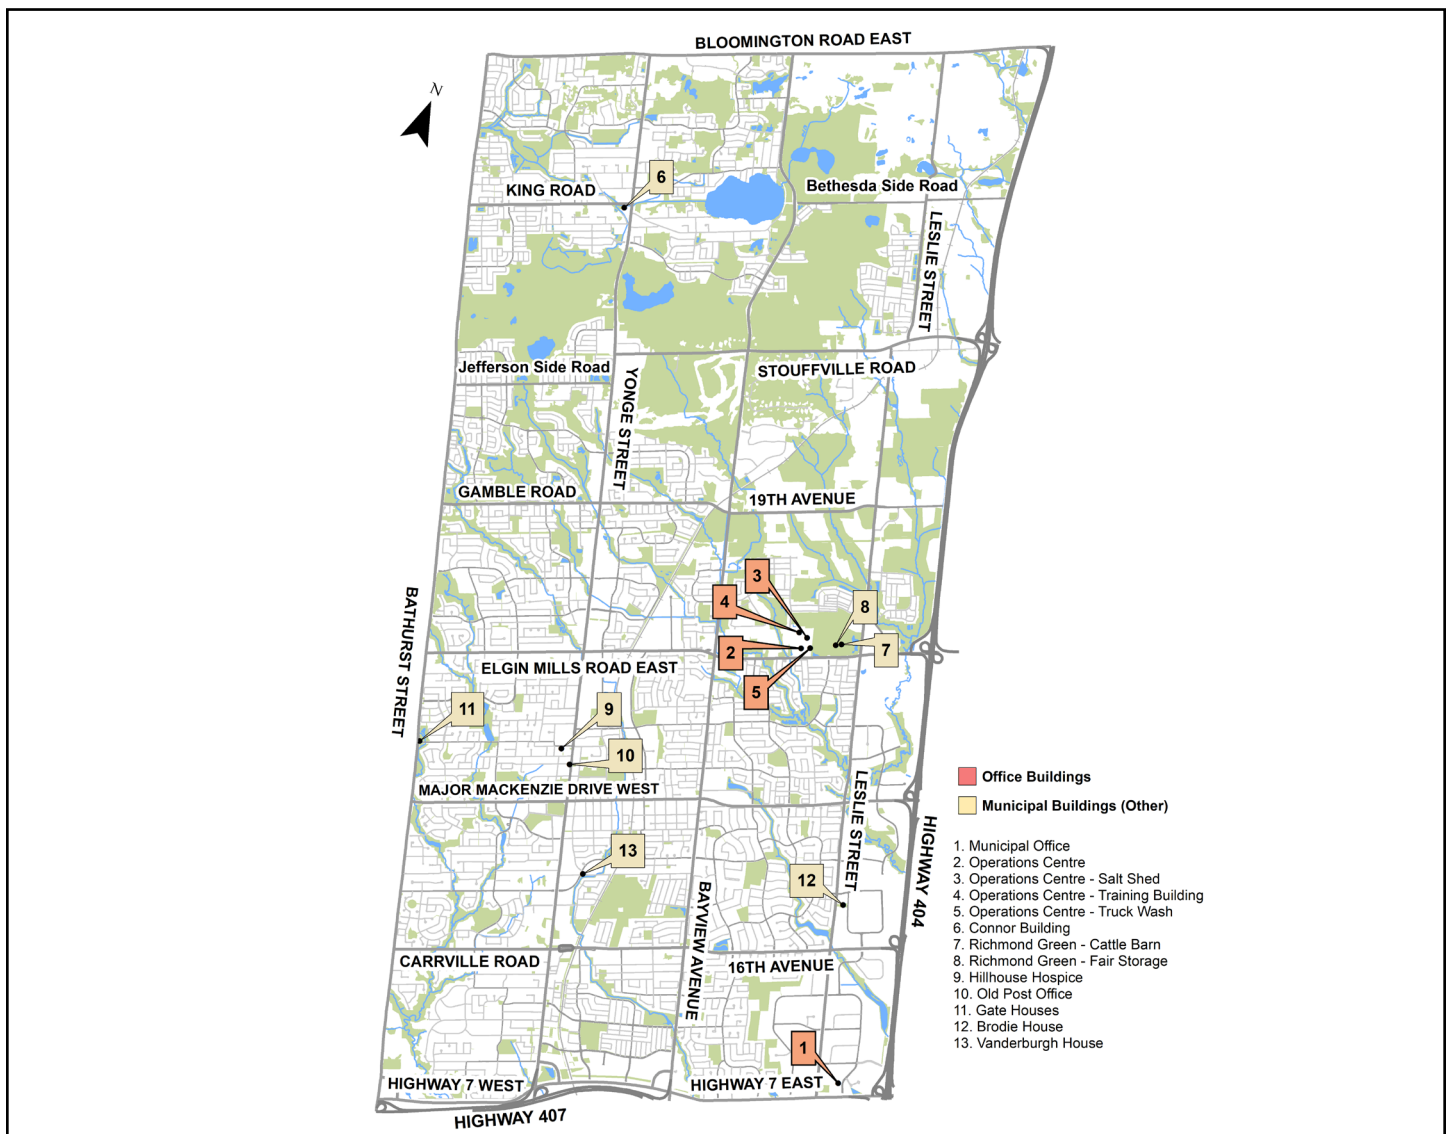 BLOOMINGTON ROAD EAST
N
6
KING ROAD
Bethesda Side Road
LESLIE STREET
Jefferson Side Road
STOUFFVILLE ROAD
YONGE STREET
GAMBLE ROAD
19TH AVENUE
3
4
8
2
7
BATHURST STREET
ELGIN MILLS ROAD EAST
5
11
9
10
MAJOR MACKENZIE DRIVE WEST
LESLIE STREET
HIGHWAY 404
13
12
BAYVIEW AVENUE
CARRVILLE ROAD
16TH AVENUE
1
HIGHWAY 7 WEST
HIGHWAY 7 EAST
HIGHWAY 407
Office Buildings
Municipal Buildings (Other)
1. Municipal Office
2. Operations Centre
3. Operations Centre - Salt Shed
4. Operations Centre - Training Building
5. Operations Centre - Truck Wash
6. Connor Building
7. Richmond Green - Cattle Barn
8. Richmond Green - Fair Storage
9. Hillhouse Hospice
10. Old Post Office
11. Gate Houses
12. Brodie House
13. Vanderburgh House